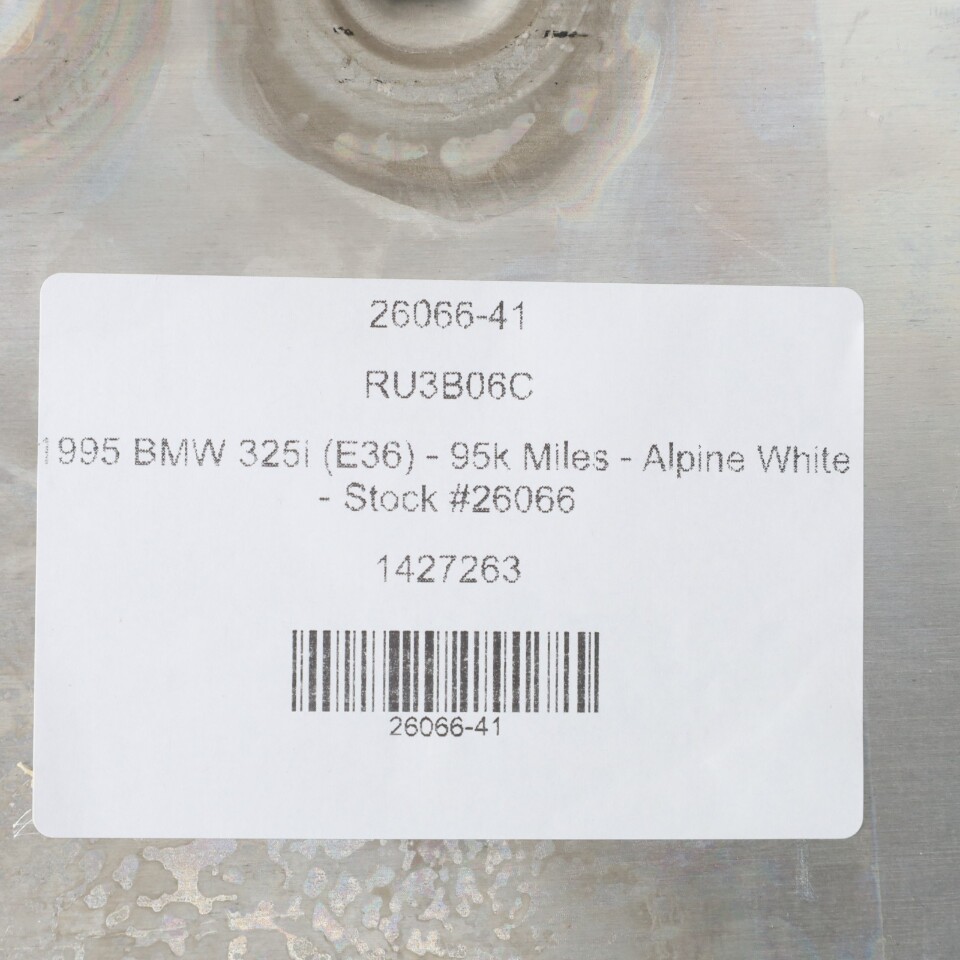 26066-41
RU3B06C
1995 BMW 325i (E36) - 95k Miles - Alpine White
- Stock #26066
1427263
26066-41